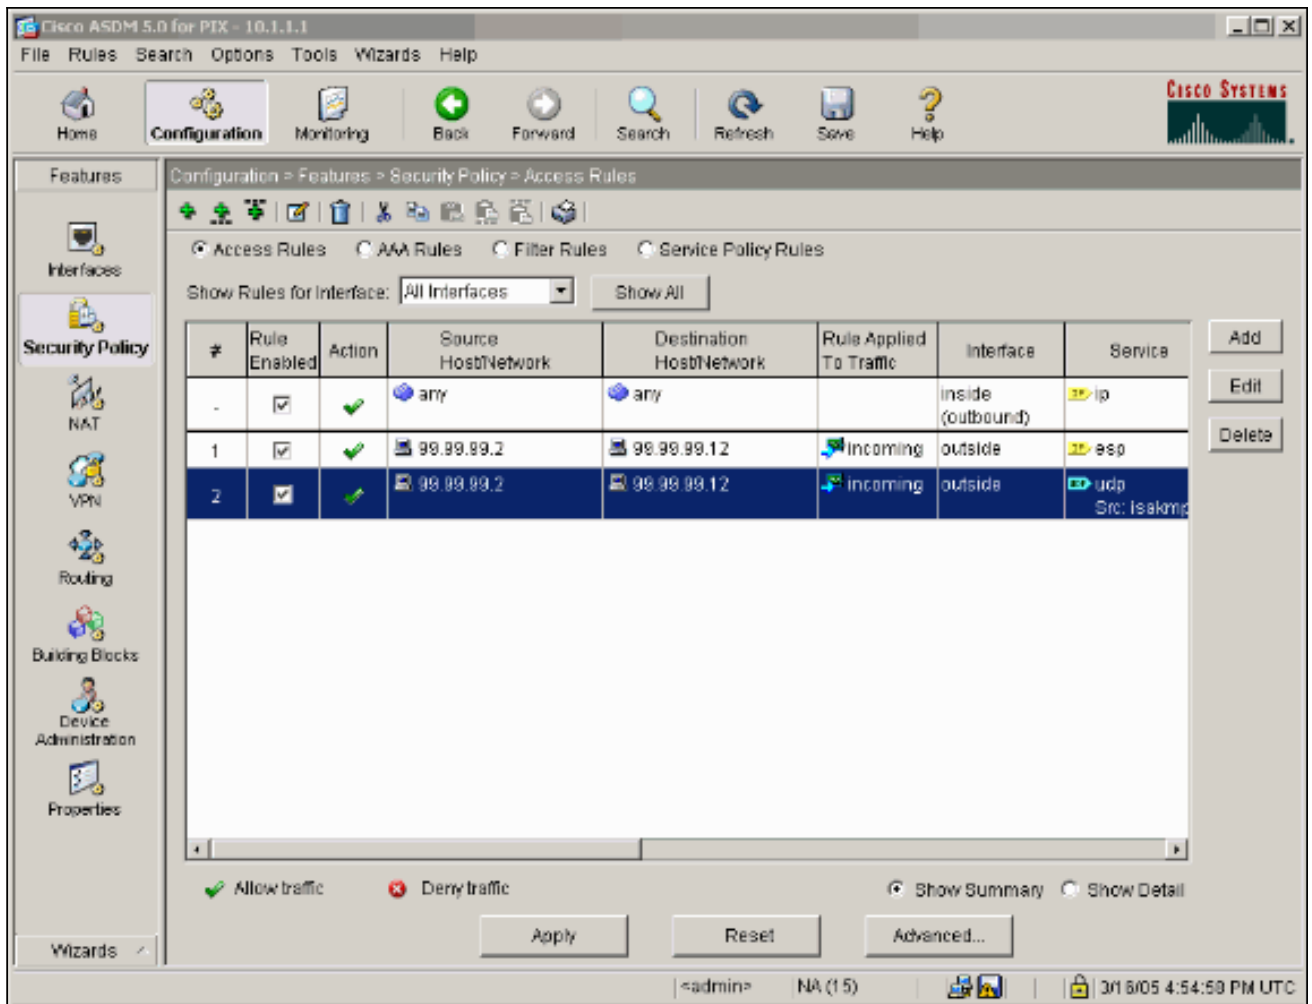 Cisco ASDM 5.0 for PIX - 10.1.1.1
File Rules Search Options Tools Wizards Help
Home Configuration Monitoring Back Forward Search Refresh Save Help
CISCO SYSTEMS
Features
Configuration > Features > Security Policy > Access Rules
Access Rules AAA Rules Filter Rules Service Policy Rules
Show Rules for Interface: All Interfaces Show All
Interfaces
Security Policy
NAT
VPN
Routing
Building Blocks
Device
Administration
Properties
Wizards
# Rule Enabled Action Source Host/Network Destination Host/Network Rule Applied To Traffic Interface Service
- any any inside (outbound) ip
1 99.99.99.2 99.99.99.12 incoming outside esp
2 99.99.99.2 99.99.99.12 incoming outside udp
Src: isakmp
Add
Edit
Delete
Allow traffic Deny traffic Show Summary Show Detail
Apply Reset Advanced...
<admin> NA (15) 3/16/05 4:54:58 PM UTC